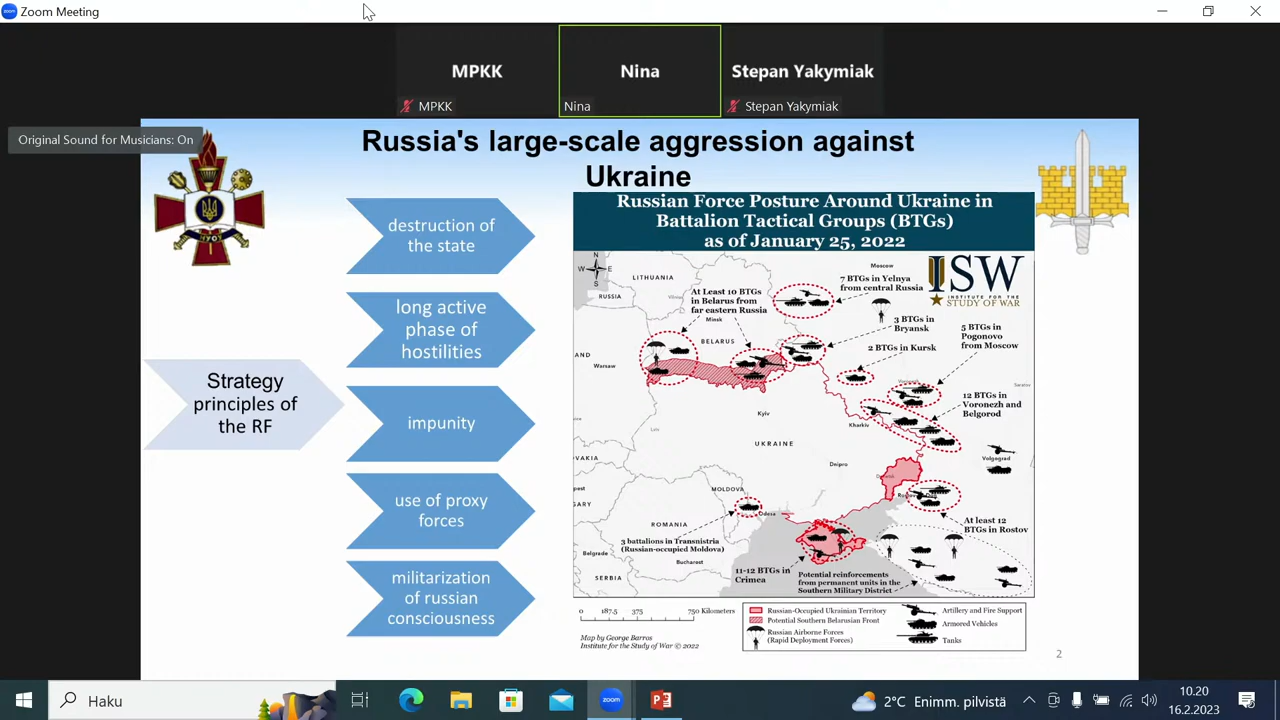 Zoom Meeting
MPKK
Nina
Stepan Yakymiak
MPKK
Nina
Stepan Yakymiak
Original Sound for Musicians: On
Russia's large-scale aggression against
Ukraine
Strategy
principles of
the RF
destruction of
the state
long active
phase of
hostilities
impunity
use of proxy
forces
militarization
of russian
consciousness
Russian Force Posture Around Ukraine in
Battalion Tactical Groups (BTGs)
as of January 25, 2022
N
W
E
S
LITHUANIA
RUSSIA
Vilnius
Moscow
ISW
INSTITUTE FOR THE
STUDY OF WAR
7 BTGs in Yelnya
from central Russia
At Least 10 BTGs
in Belarus from
far eastern Russia
Minsk
3 BTGs in
Bryansk
5 BTGs in
Pogonovo
from Moscow
BELARUS
2 BTGs in Kursk
AND
Warsaw
Voronezh
Saratov
12 BTGs in
Voronezh and
Belgorod
Kyiv
Kharkiv
Lviv
UKRAINE
VAKIA
Dnipro
Volgograd
Donetsk
pest
MOLDOVA
GARY
Odesa
ROMANIA
At least 12
BTGs in Rostov
3 battalions in Transnistria
(Russian-occupied Moldova)
Belgrade
Bucharest
11-12 BTGs in
Crimea
SERBIA
Potential reinforcements
from permanent units in the
Southern Military District
0 187.5 375 750 Kilometers
Map by George Barros
Institute for the Study of War © 2022
Russian-Occupied Ukrainian Territory
Potential Southern Belarusian Front
Russian Airborne Forces
(Rapid Deployment Forces)
Artillery and Fire Support
Armored Vehicles
Tanks
2
Haku
zoom
2°C Enimm. pilvistä
10.20
16.2.2023